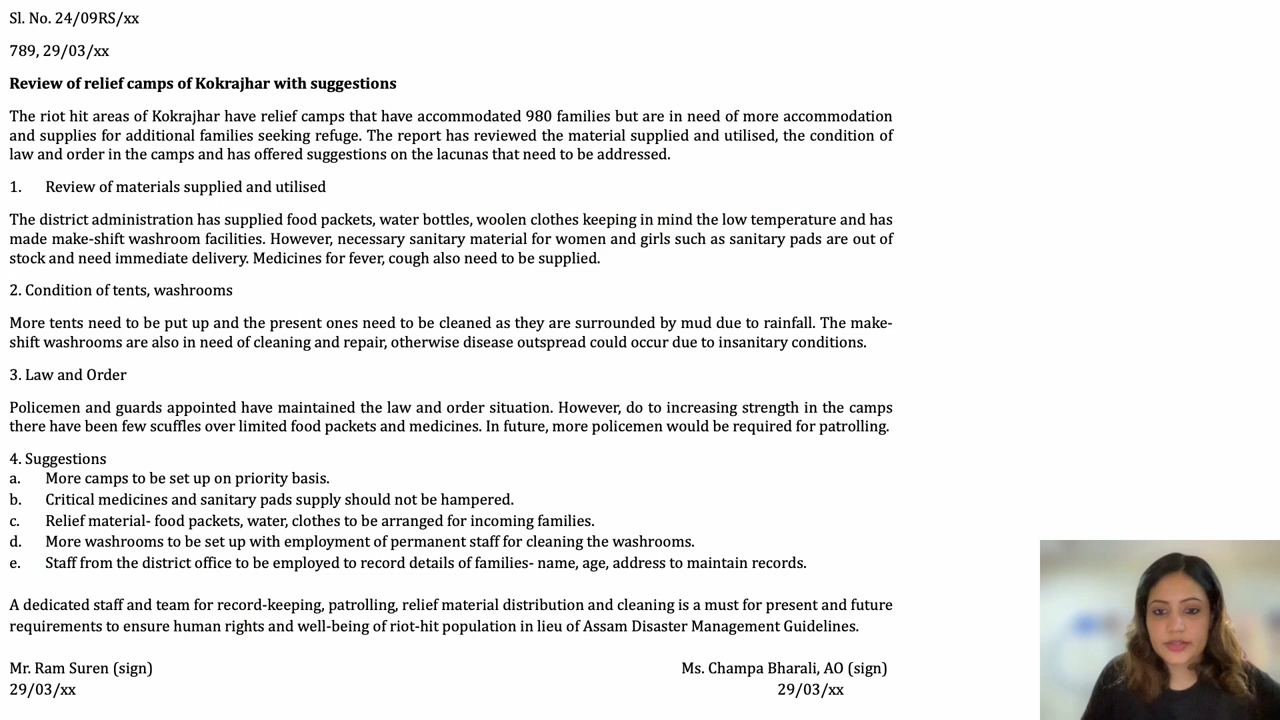 Sl. No. 24/09RS/xx
789, 29/03/xx
Review of relief camps of Kokrajhar with suggestions
The riot hit areas of Kokrajhar have relief camps that have accommodated 980 families but are in need of more accommodation
and supplies for additional families seeking refuge. The report has reviewed the material supplied and utilised, the condition of
law and order in the camps and has offered suggestions on the lacunas that need to be addressed.
1. Review of materials supplied and utilised
The district administration has supplied food packets, water bottles, woolen clothes keeping in mind the low temperature and has
made make-shift washroom facilities. However, necessary sanitary material for women and girls such as sanitary pads are out of
stock and need immediate delivery. Medicines for fever, cough also need to be supplied.
2. Condition of tents, washrooms
More tents need to be put up and the present ones need to be cleaned as they are surrounded by mud due to rainfall. The make-
shift washrooms are also in need of cleaning and repair, otherwise disease outspread could occur due to insanitary conditions.
3. Law and Order
Policemen and guards appointed have maintained the law and order situation. However, do to increasing strength in the camps
there have been few scuffles over limited food packets and medicines. In future, more policemen would be required for patrolling.
4. Suggestions
a. More camps to be set up on priority basis.
b. Critical medicines and sanitary pads supply should not be hampered.
c. Relief material- food packets, water, clothes to be arranged for incoming families.
d. More washrooms to be set up with employment of permanent staff for cleaning the washrooms.
e. Staff from the district office to be employed to record details of families- name, age, address to maintain records.
A dedicated staff and team for record-keeping, patrolling, relief material distribution and cleaning is a must for present and future
requirements to ensure human rights and well-being of riot-hit population in lieu of Assam Disaster Management Guidelines.
Mr. Ram Suren (sign) Ms. Champa Bharali, AO (sign)
29/03/xx 29/03/xx